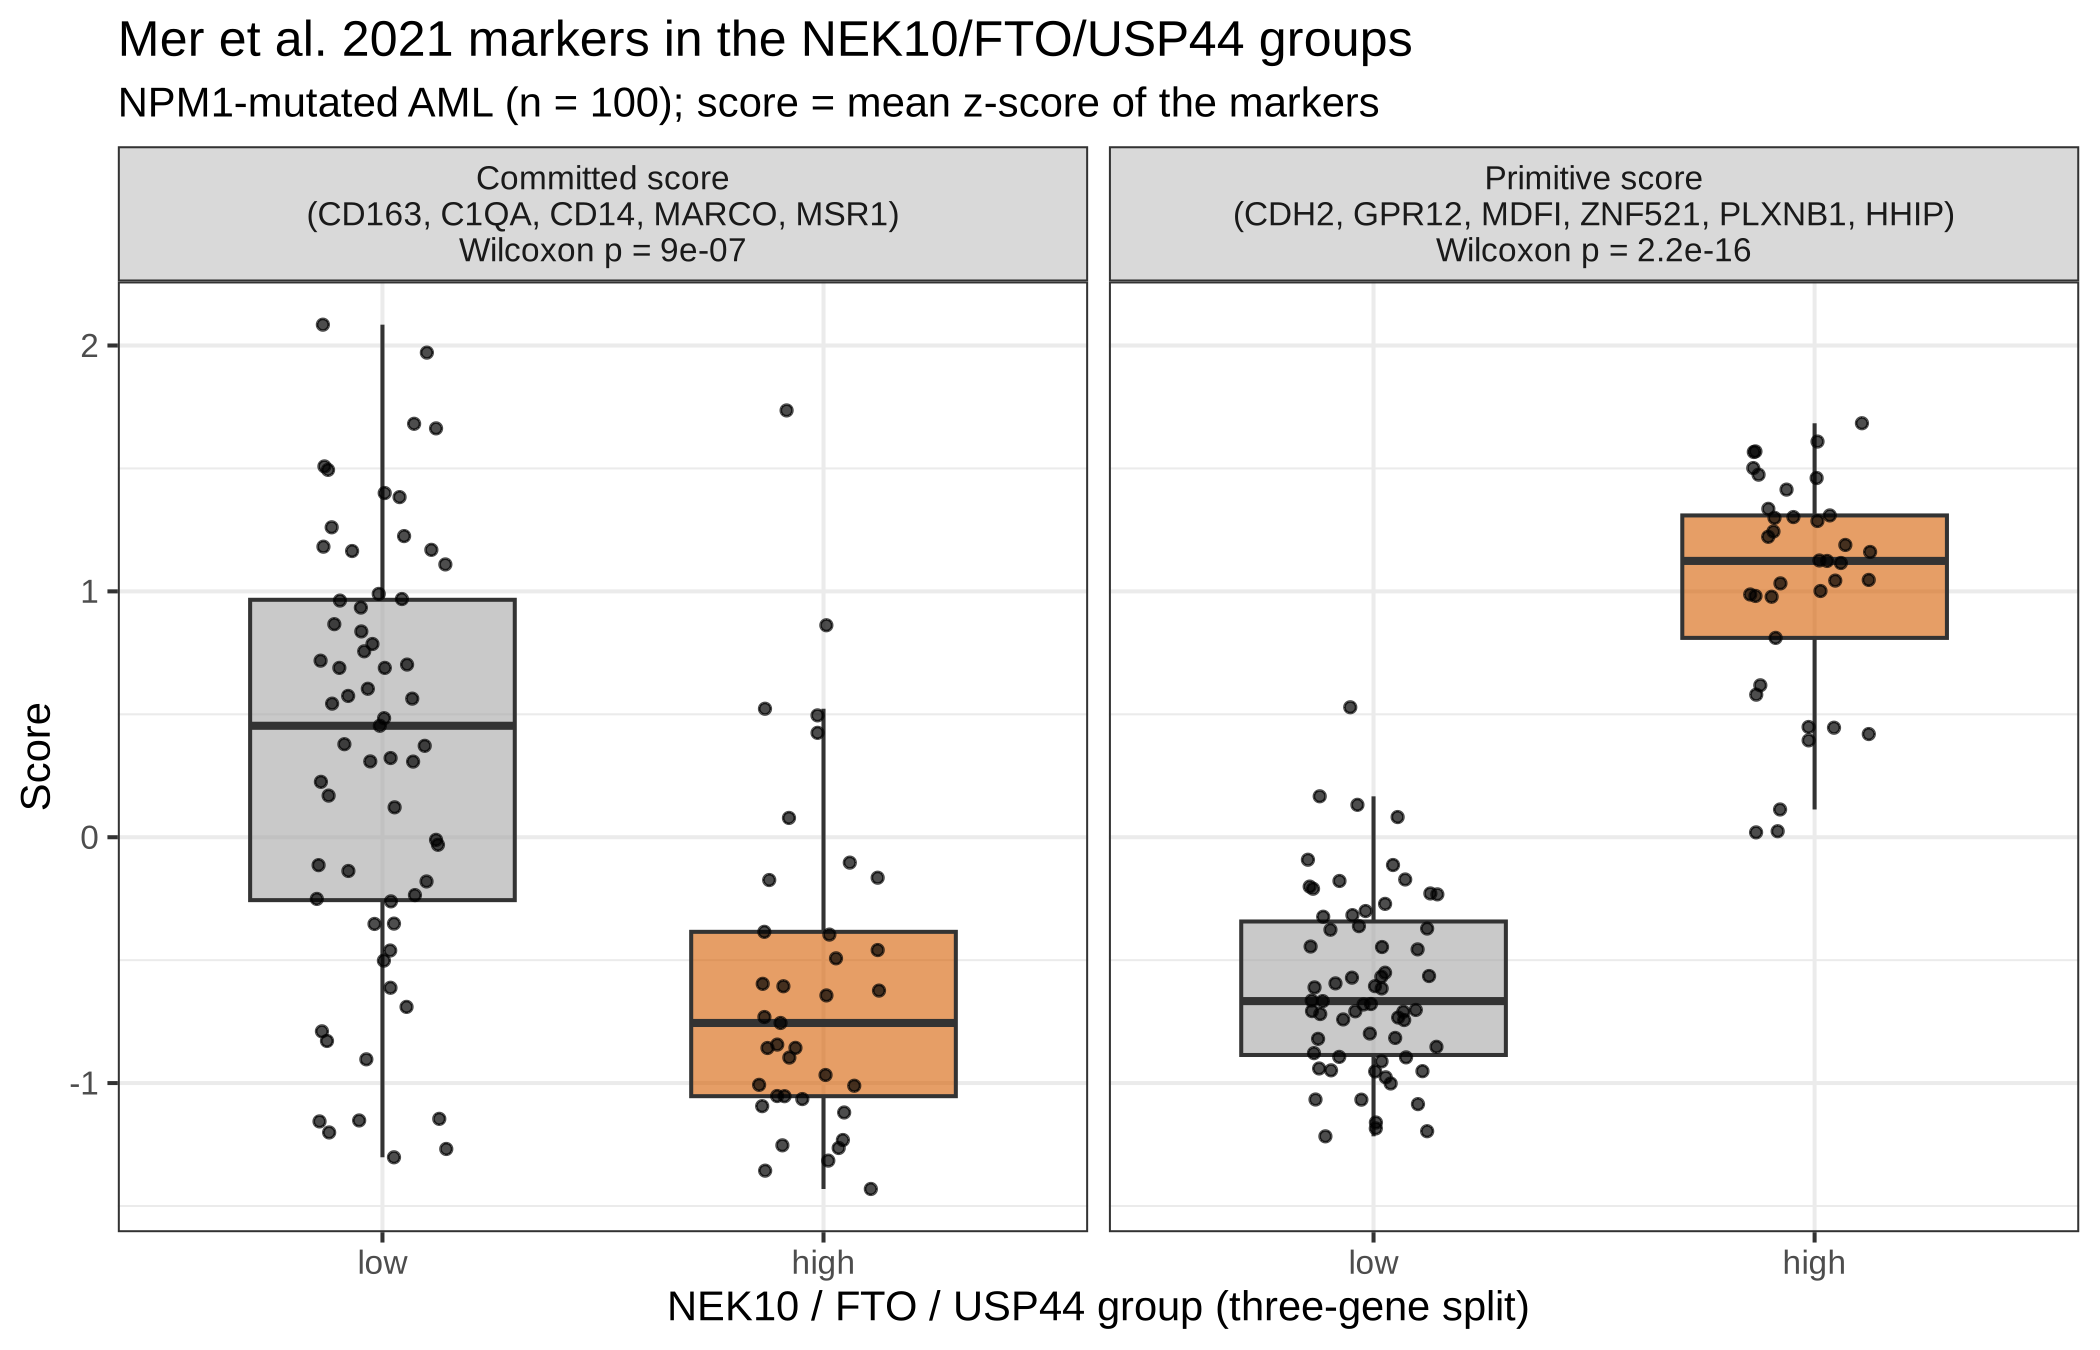 Mer et al. 2021 markers in the NEK10/FTO/USP44 groups
NPM1-mutated AML (n = 100); score = mean z-score of the markers
Committed score
(CD163, C1QA, CD14, MARCO, MSR1)
Wilcoxon p = 9e-07
Primitive score
(CDH2, GPR12, MDFI, ZNF521, PLXNB1, HHIP)
Wilcoxon p = 2.2e-16
Score
2
1
0
-1
low
high
low
high
NEK10 / FTO / USP44 group (three-gene split)